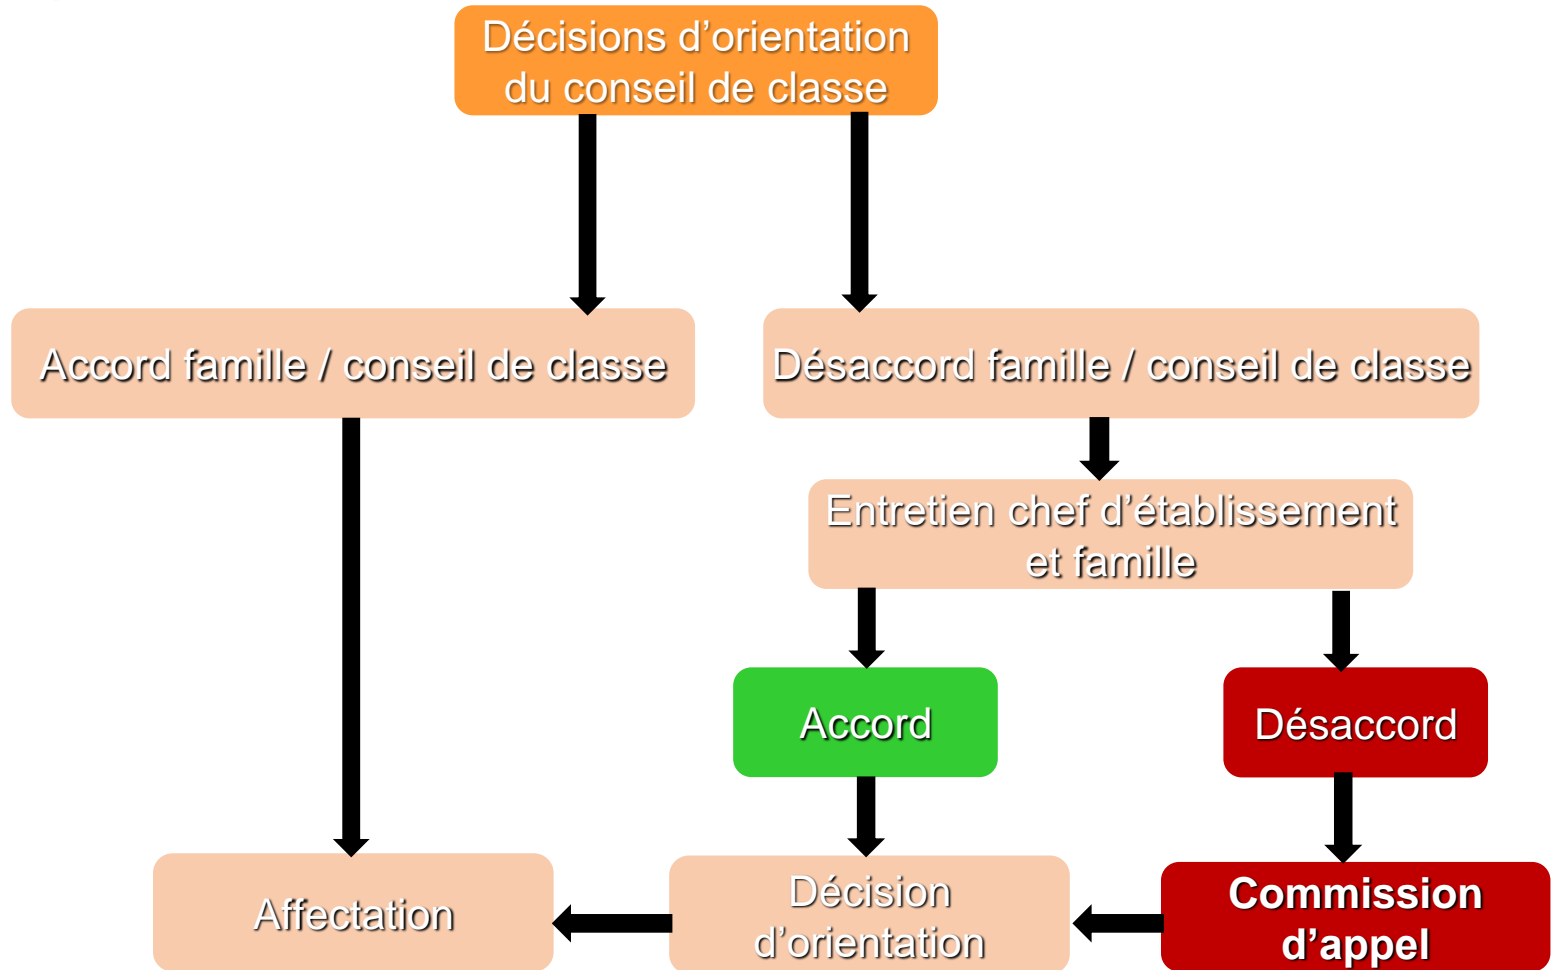 Décisions d’orientation
du conseil de classe
Accord famille / conseil de classe
Désaccord famille / conseil de classe
Entretien chef d’établissement
et famille
Accord
Désaccord
Affectation
Décision
d’orientation
Commission
d’appel